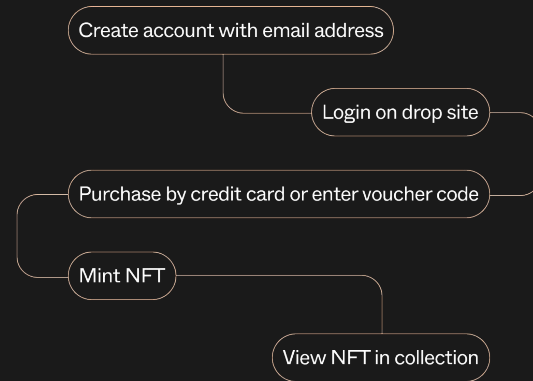 Create account with email address
Login on drop site
Purchase by credit card or enter voucher code
Mint NFT
View NFT in collection